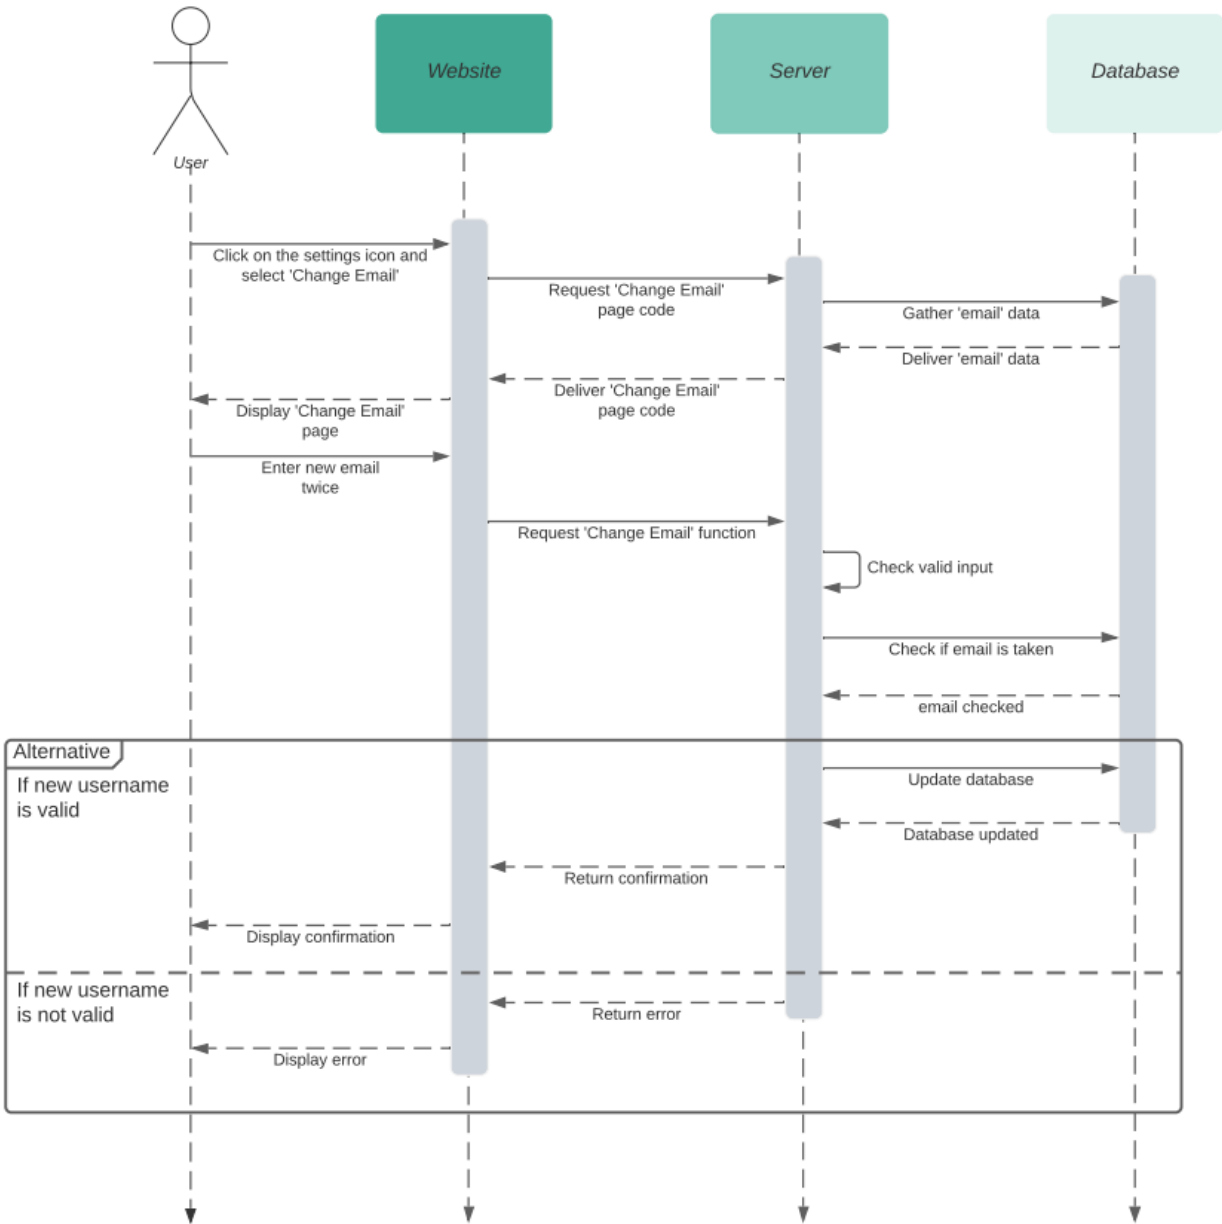 Website
Server
Database
User
Click on the settings icon and
select 'Change Email'
Request 'Change Email'
page code
Gather 'email' data
Deliver 'email' data
Deliver 'Change Email'
page code
Display 'Change Email'
page
Enter new email
twice
Request 'Change Email' function
Check valid input
Check if email is taken
email checked
Alternative
If new username
is valid
Update database
Database updated
Return confirmation
Display confirmation
If new username
is not valid
Return error
Display error